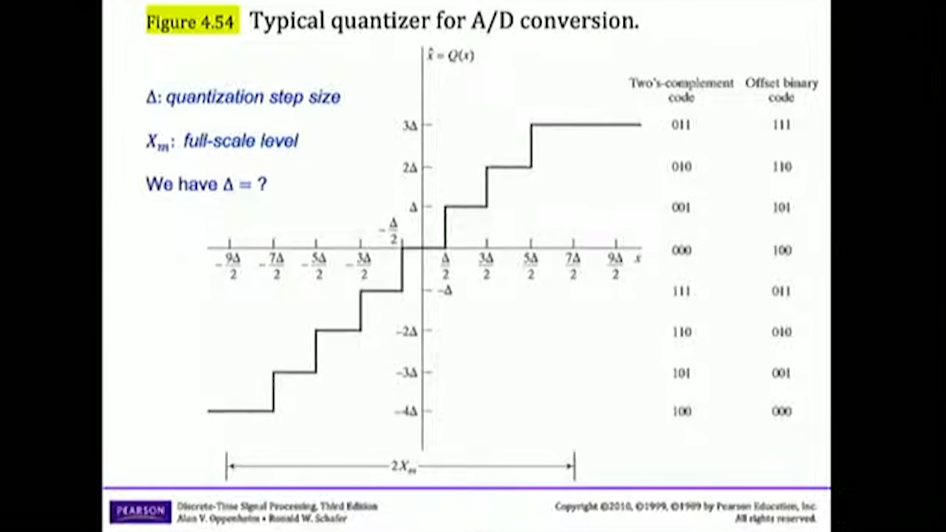 Figure 4.54 Typical quantizer for A/D conversion.
x̂ = Q(x)
Two's-complement code
Offset binary code
Δ: quantization step size
Xm: full-scale level
We have Δ = ?
3Δ
011 111
2Δ
010 110
Δ
001 101
-Δ/2
-9Δ/2 -7Δ/2 -5Δ/2 -3Δ/2 Δ/2 3Δ/2 5Δ/2 7Δ/2 9Δ/2 x
000 100
-Δ
111 011
-2Δ
110 010
-3Δ
101 001
-4Δ
100 000
2Xm
PEARSON
Discrete-Time Signal Processing, Third Edition
Alan V. Oppenheim • Ronald W. Schafer
Copyright ©2010, ©1999, ©1989 by Pearson Education, Inc.
All rights reserved.